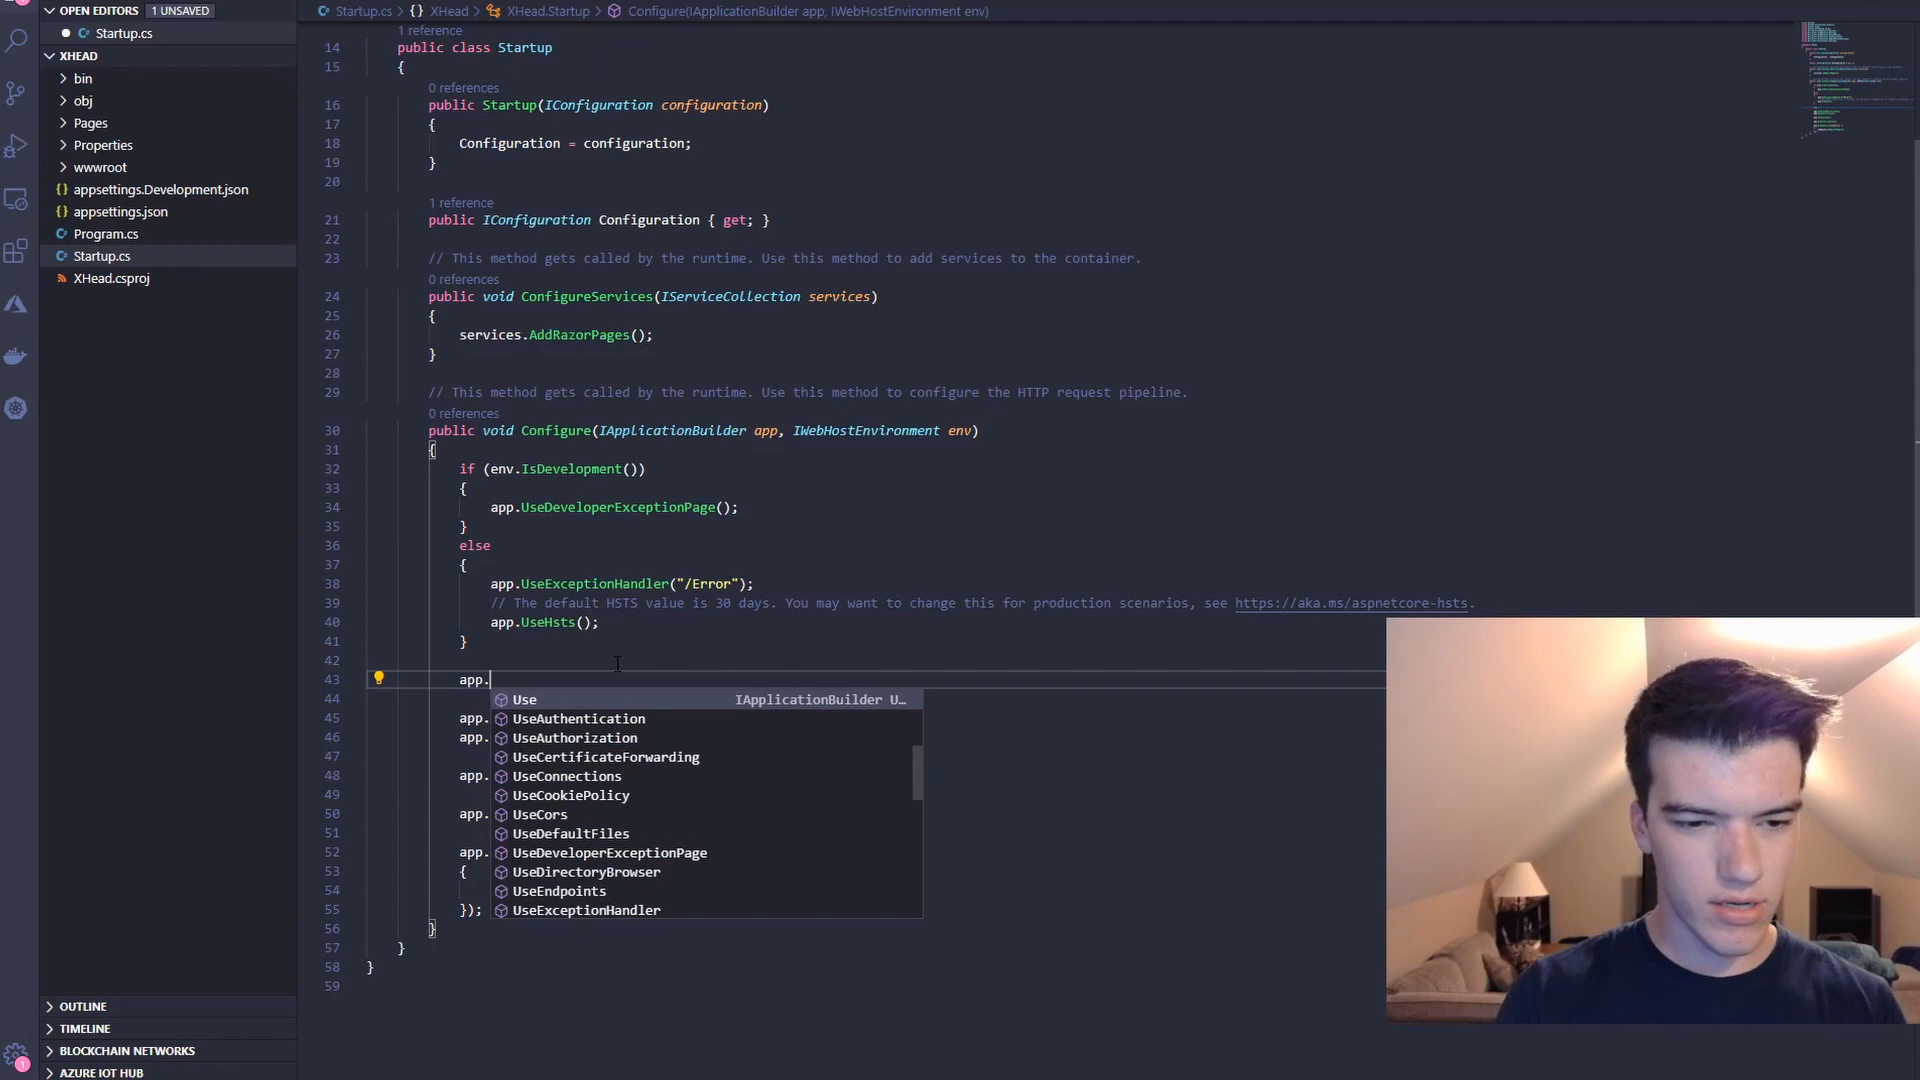 OPEN EDITORS 1 UNSAVED
Startup.cs
XHEAD
bin
obj
Pages
Properties
wwwroot
appsettings.Development.json
appsettings.json
Program.cs
Startup.cs
XHead.csproj
OUTLINE
TIMELINE
BLOCKCHAIN NETWORKS
AZURE IOT HUB
1
Startup.cs > {} XHead > XHead.Startup > Configure(IApplicationBuilder app, IWebHostEnvironment env)
1 reference
14 public class Startup
15 {
0 references
16 public Startup(IConfiguration configuration)
17 {
18 Configuration = configuration;
19 }
20
1 reference
21 public IConfiguration Configuration { get; }
22
23 // This method gets called by the runtime. Use this method to add services to the container.
0 references
24 public void ConfigureServices(IServiceCollection services)
25 {
26 services.AddRazorPages();
27 }
28
29 // This method gets called by the runtime. Use this method to configure the HTTP request pipeline.
0 references
30 public void Configure(IApplicationBuilder app, IWebHostEnvironment env)
31 {
32 if (env.IsDevelopment())
33 {
34 app.UseDeveloperExceptionPage();
35 }
36 else
37 {
38 app.UseExceptionHandler("/Error");
39 // The default HSTS value is 30 days. You may want to change this for production scenarios, see https://aka.ms/aspnetcore-hsts.
40 app.UseHsts();
41 }
42
43 app.
44 Use IApplicationBuilder U…
45 app. UseAuthentication
46 app. UseAuthorization
47 UseCertificateForwarding
48 app. UseConnections
49 UseCookiePolicy
50 app. UseCors
51 UseDefaultFiles
52 app. UseDeveloperExceptionPage
53 { UseDirectoryBrowser
54 UseEndpoints
55 }); UseExceptionHandler
56 }
57 }
58 }
59